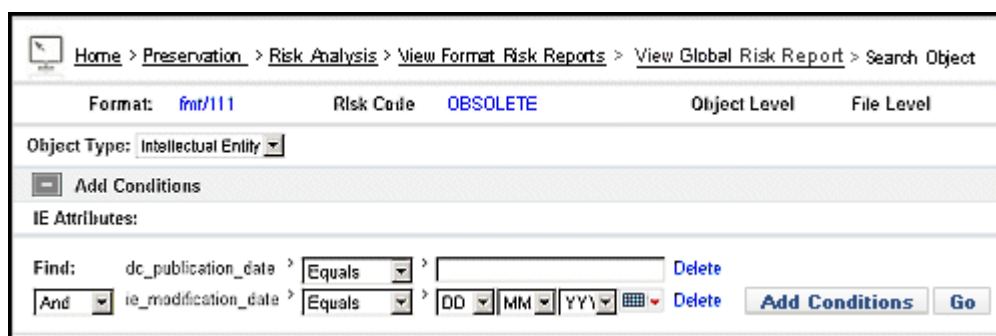 Home > Preservation > Risk Analysis > View Format Risk Reports > View Global Risk Report > Search Object
Format: fmt/111 Risk Code OBSOLETE Object Level File Level
Object Type: Intellectual Entity
Add Conditions
IE Attributes:
Find: dc_publication_date > Equals > Delete
And ie_modification_date > Equals > DD MM YYY Delete Add Conditions Go